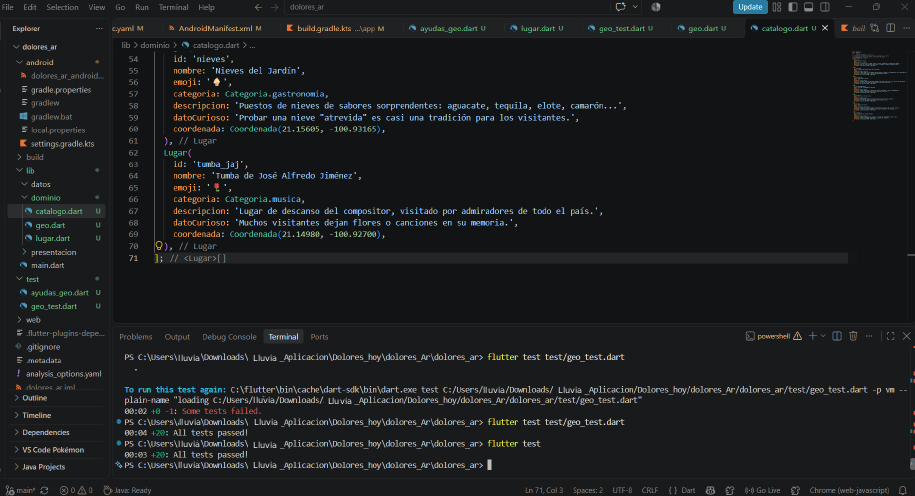 File Edit Selection View Go Run Terminal Help
dolores_ar
Update
Explorer
c.yaml M AndroidManifest.xml M build.gradle.kts ...\app M ayudas_geo.dart U lugar.dart U geo_test.dart U geo.dart U catalogo.dart U buil
lib > dominio > catalogo.dart > ...
dolores_ar
android
dolores_ar_android...
gradle.properties
gradlew
gradlew.bat
local.properties
settings.gradle.kts
build
lib
datos
dominio
catalogo.dart U
geo.dart U
lugar.dart U
presentacion
main.dart
test
ayudas_geo.dart U
geo_test.dart U
web
.flutter-plugins-depe...
.gitignore
.metadata
analysis_options.yaml
dolores_ar.iml
Outline
Timeline
Dependencies
VS Code Pokémon
Java Projects
54 id: 'nieves',
55 nombre: 'Nieves del Jardín',
56 emoji: '🍦',
57 categoria: Categoria.gastronomia,
58 descripcion: 'Puestos de nieves de sabores sorprendentes: aguacate, tequila, elote, camarón...',
59 datoCurioso: 'Probar una nieve "atrevida" es casi una tradición para los visitantes.',
60 coordenada: Coordenada(21.15605, -100.93165),
61 ), // Lugar
62 Lugar(
63 id: 'tumba_jaj',
64 nombre: 'Tumba de José Alfredo Jiménez',
65 emoji: '🌹',
66 categoria: Categoria.musica,
67 descripcion: 'Lugar de descanso del compositor, visitado por admiradores de todo el país.',
68 datoCurioso: 'Muchos visitantes dejan flores o canciones en su memoria.',
69 coordenada: Coordenada(21.14980, -100.92700),
70 ), // Lugar
71 ]; // <Lugar>[]
Problems Output Debug Console Terminal Ports
powershell
PS C:\Users\lluvia\Downloads\ Lluvia _Aplicacion\Dolores_hoy\dolores_Ar\dolores_ar> flutter test test/geo_test.dart
.
To run this test again: C:\flutter\bin\cache\dart-sdk\bin\dart.exe test C:/Users/lluvia/Downloads/ Lluvia _Aplicacion/Dolores_hoy/dolores_Ar/dolores_ar/test/geo_test.dart -p vm --
plain-name "loading C:/Users/lluvia/Downloads/ Lluvia _Aplicacion/Dolores_hoy/dolores_Ar/dolores_ar/test/geo_test.dart"
00:02 +0 -1: Some tests failed.
PS C:\Users\lluvia\Downloads\ Lluvia _Aplicacion\Dolores_hoy\dolores_Ar\dolores_ar> flutter test test/geo_test.dart
00:04 +20: All tests passed!
PS C:\Users\lluvia\Downloads\ Lluvia _Aplicacion\Dolores_hoy\dolores_Ar\dolores_ar> flutter test
00:03 +20: All tests passed!
PS C:\Users\lluvia\Downloads\ Lluvia _Aplicacion\Dolores_hoy\dolores_Ar\dolores_ar>
main* 0 0 Java: Ready
Ln 71, Col 3 Spaces: 2 UTF-8 CRLF {} Dart Go Live Chrome (web-javascript)